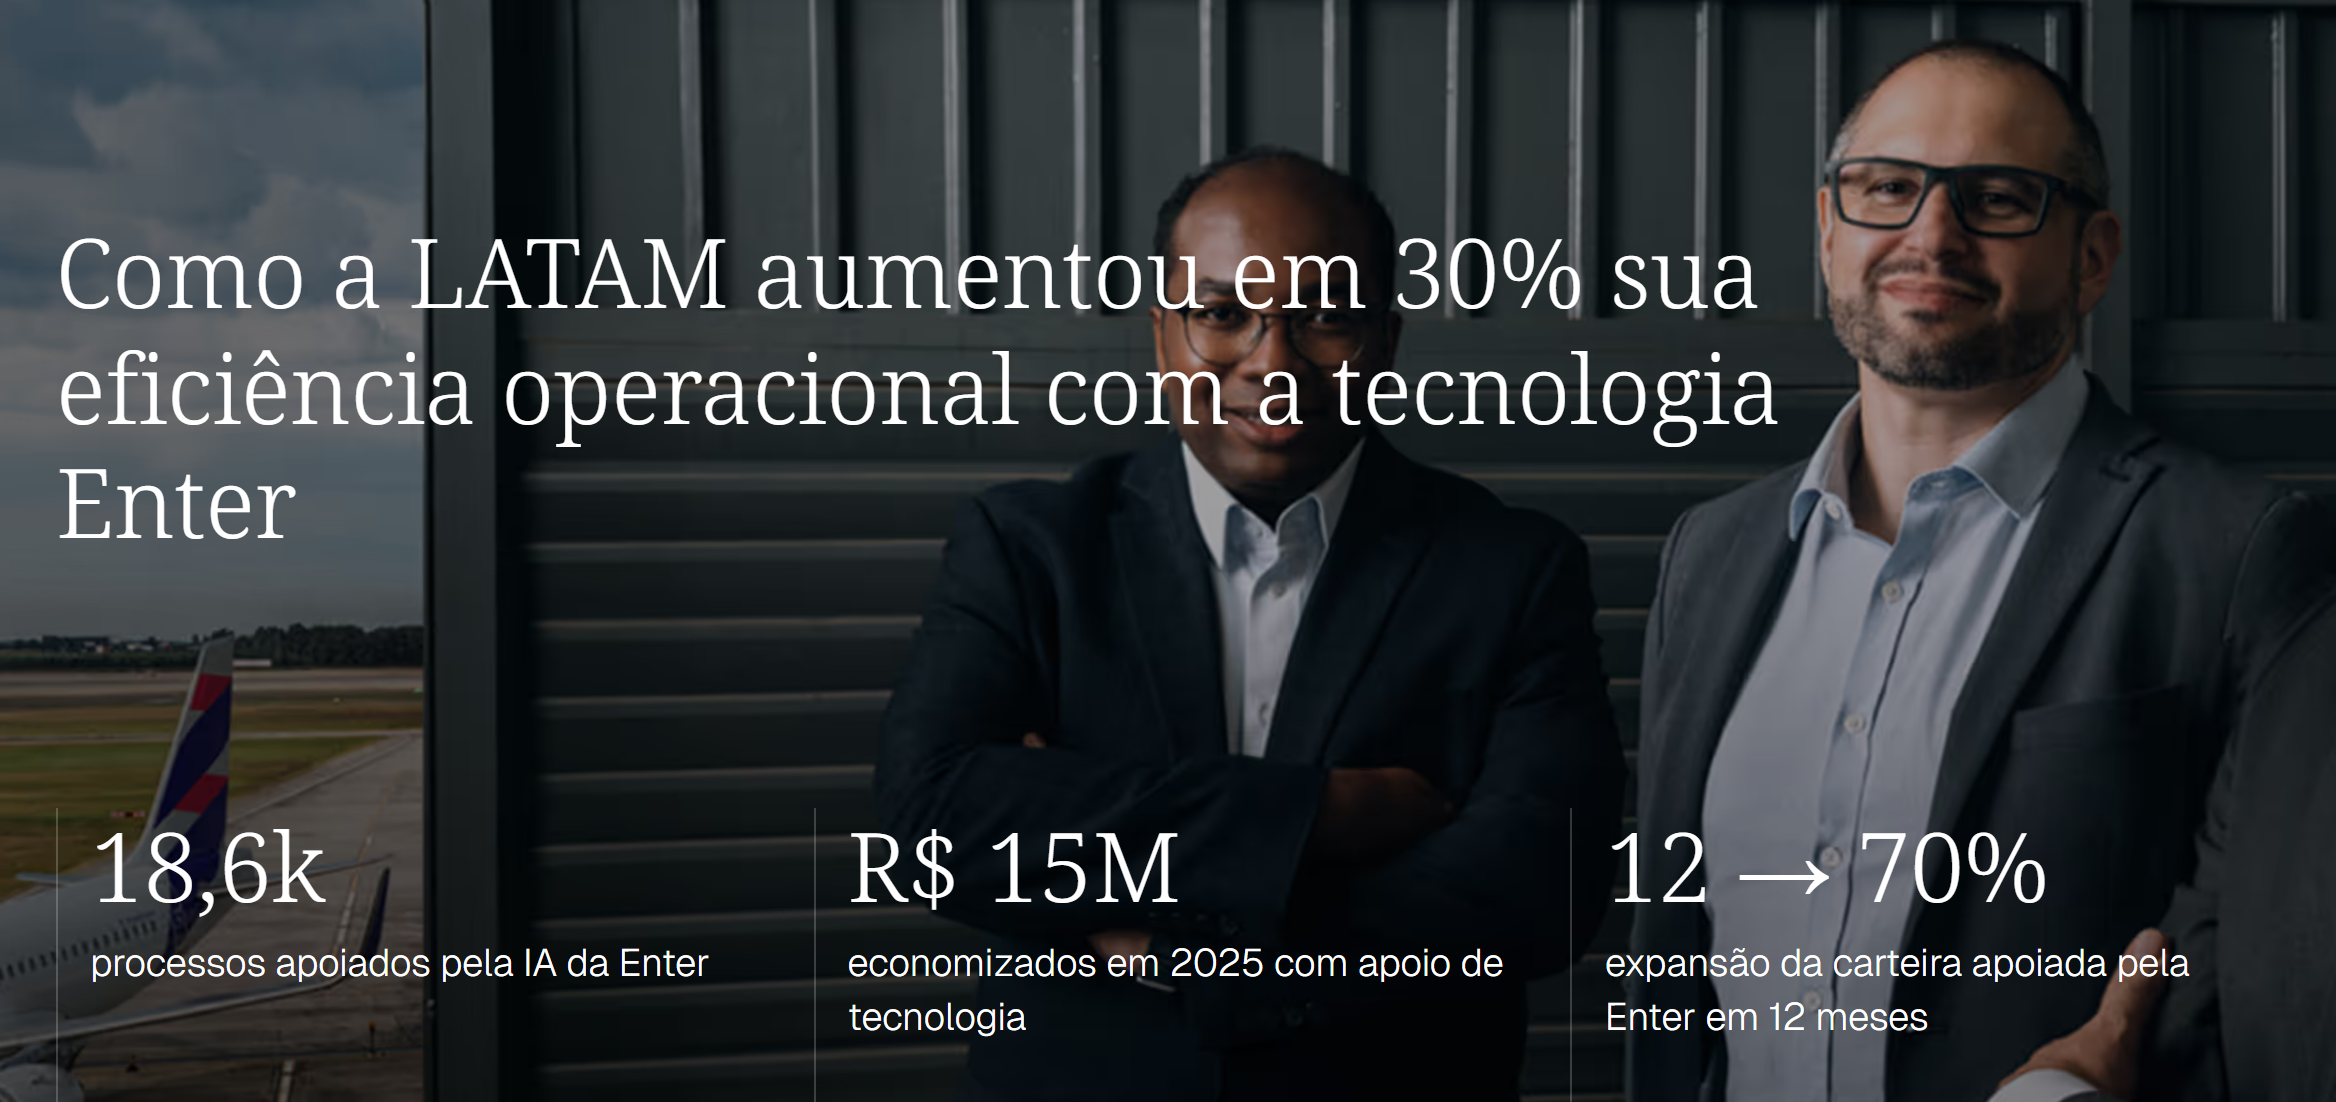 Como a LATAM aumentou em 30% sua
eficiência operacional com a tecnologia
Enter
18,6k
processos apoiados pela IA da Enter
R$ 15M
economizados em 2025 com apoio de
tecnologia
12 → 70%
expansão da carteira apoiada pela
Enter em 12 meses